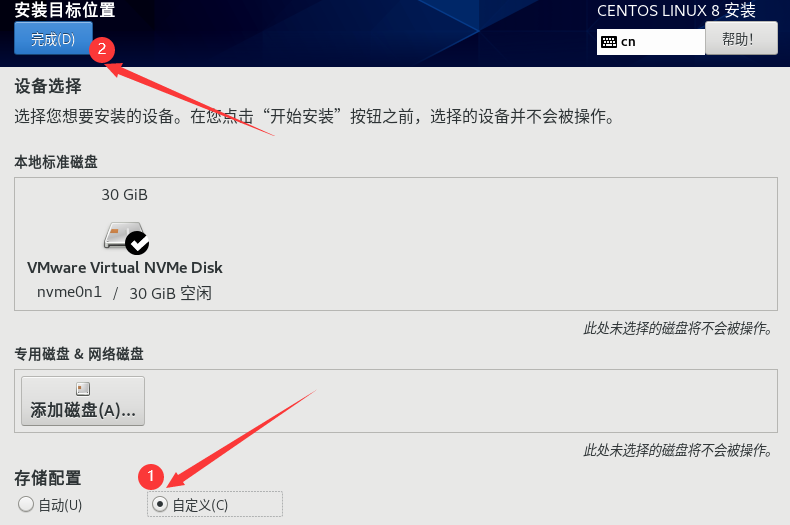 安装目标位置
CENTOS LINUX 8 安装
完成(D)
2
cn
帮助!
设备选择
选择您想要安装的设备。在您点击“开始安装”按钮之前，选择的设备并不会被操作。
本地标准磁盘
30 GiB
VMware Virtual NVMe Disk
nvme0n1 / 30 GiB 空闲
此处未选择的磁盘将不会被操作。
专用磁盘 & 网络磁盘
添加磁盘(A)...
此处未选择的磁盘将不会被操作。
存储配置
1
自动(U)
自定义(C)